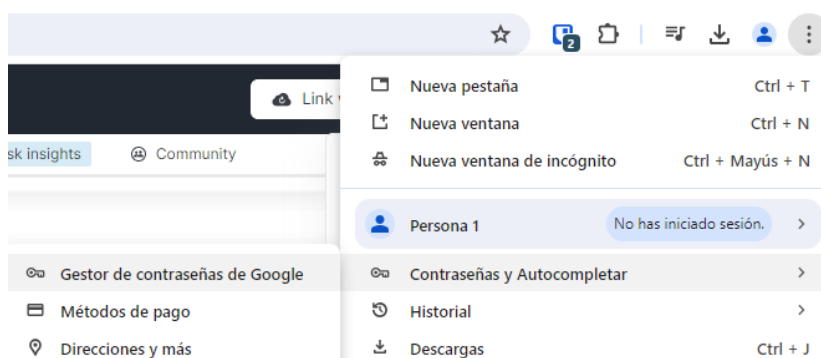 2
Nueva pestaña Ctrl + T
Link
Nueva ventana Ctrl + N
sk insights Community
Nueva ventana de incógnito Ctrl + Mayús + N
Persona 1 No has iniciado sesión.
Gestor de contraseñas de Google
Contraseñas y Autocompletar
Métodos de pago
Historial
Direcciones y más
Descargas Ctrl + J